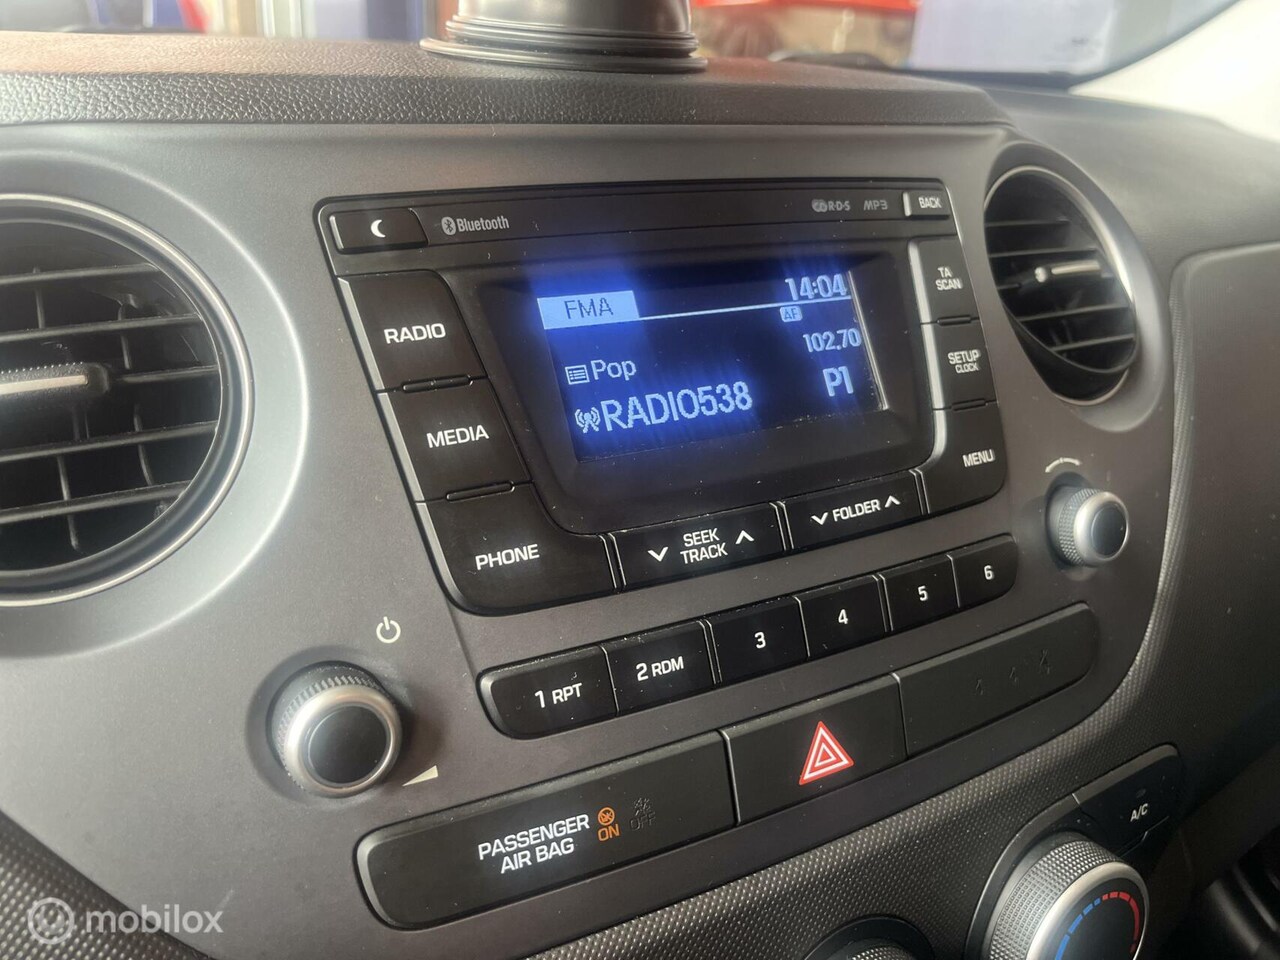 Bluetooth
R·D·S
MP3
BACK
RADIO
MEDIA
PHONE
FMA
14:04
AF
102.70
Pop
RADIO538
P1
TA
SCAN
SETUP
CLOCK
MENU
SEEK
TRACK
FOLDER
1 RPT
2 RDM
3
4
5
6
PASSENGER
AIR BAG
ON
OFF
A/C
mobilox